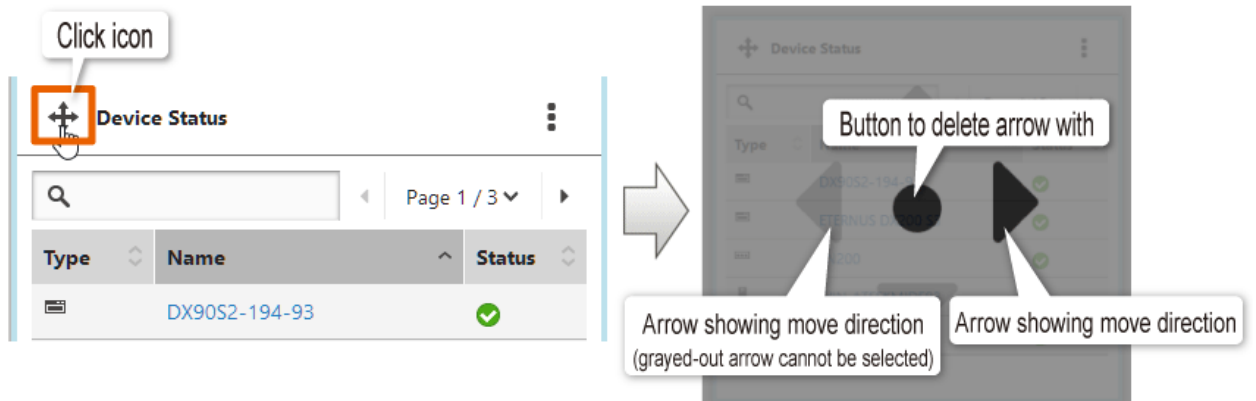 Click icon
Device Status
Page 1 / 3
Type Name Status
DX90S2-194-93
Device Status
Button to delete arrow with
Type
Arrow showing move direction
(grayed-out arrow cannot be selected)
Arrow showing move direction